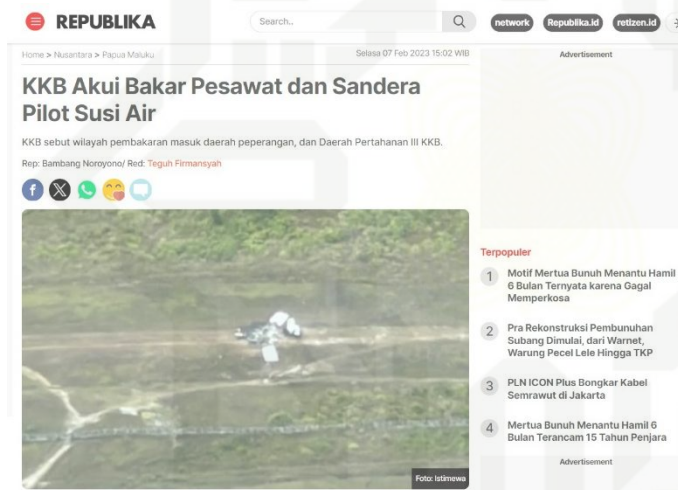 REPUBLIKA
Search..
network
Republika.id
retizen.id
Home > Nusantara > Papua Maluku
Selasa 07 Feb 2023 15:02 WIB
KKB Akui Bakar Pesawat dan Sandera
Pilot Susi Air
KKB sebut wilayah pembakaran masuk daerah peperangan, dan Daerah Pertahanan III KKB.
Rep: Bambang Noroyono/ Red: Teguh Firmansyah
Foto: Istimewa
Advertisement
Terpopuler
1
Motif Mertua Bunuh Menantu Hamil
6 Bulan Ternyata karena Gagal
Memperkosa
2
Pra Rekonstruksi Pembunuhan
Subang Dimulai, dari Warnet,
Warung Pecel Lele Hingga TKP
3
PLN ICON Plus Bongkar Kabel
Semrawut di Jakarta
4
Mertua Bunuh Menantu Hamil 6
Bulan Terancam 15 Tahun Penjara
Advertisement